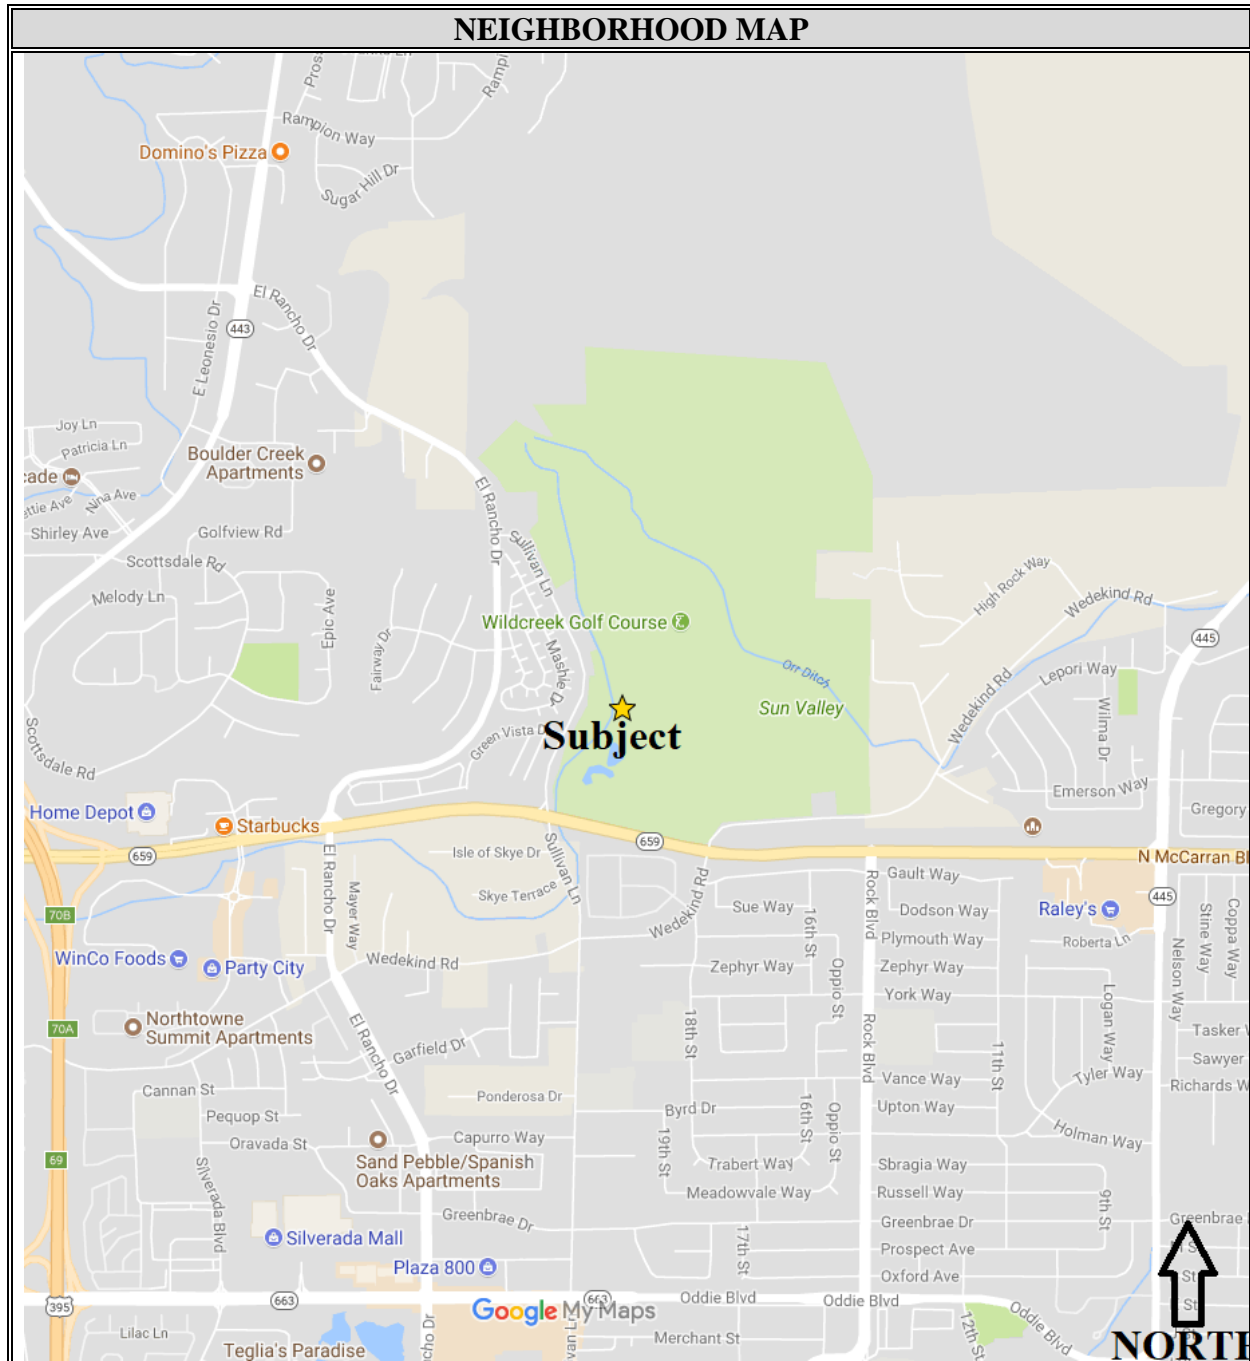 NEIGHBORHOOD MAP
Rampion Way
Domino's Pizza
Sugar Hill Dr
El Rancho Dr
443
E Leonesio Dr
Joy Ln
Patricia Ln
Boulder Creek
Apartments
Nina Ave
Shirley Ave
Golfview Rd
El Rancho Dr
Sullivan Ln
Scottsdale Rd
High Rock Way
Melody Ln
Epic Ave
Wedekind Rd
Wildcreek Golf Course
445
Fairway Dr
Mashie Dr
Orr Ditch
Lepori Way
Sun Valley
Wedekind Rd
Wilma Dr
Subject
Green Vista
Scottsdale Rd
Emerson Way
Home Depot
Gregory
Starbucks
659
659
N McCarran Bl
Isle of Skye Dr
El Rancho Dr
Mayer Way
Sullivan Ln
Skye Terrace
Wedekind Rd
Rock Blvd
Gault Way
445
70B
Sue Way
16th St
Dodson Way
Raley's
Stine Way
Coppa Way
Plymouth Way
Roberta Ln
WinCo Foods
Party City
Wedekind Rd
Zephyr Way
Oppio St
Zephyr Way
York Way
Nelson Way
Logan Way
70A
Northtowne
Summit Apartments
El Rancho Dr
Garfield Dr
18th St
Rock Blvd
11th St
Tasker
Sawyer
Vance Way
Tyler Way
Richards W
Cannan St
Ponderosa Dr
Byrd Dr
16th St
Oppio St
Upton Way
Pequop St
Oravada St
Capurro Way
19th St
Holman Way
69
Sand Pebble/Spanish
Oaks Apartments
Trabert Way
Sbragia Way
Silverada Blvd
Meadowvale Way
Russell Way
9th St
Greenbrae Dr
Greenbrae Dr
Greenbrae
Silverada Mall
17th St
Prospect Ave
Plaza 800
Oxford Ave
395
663
663
Oddie Blvd
Oddie Blvd
Oddie Blvd
Google My Maps
Lilac Ln
Merchant St
12th St
Teglia's Paradise
NORTH